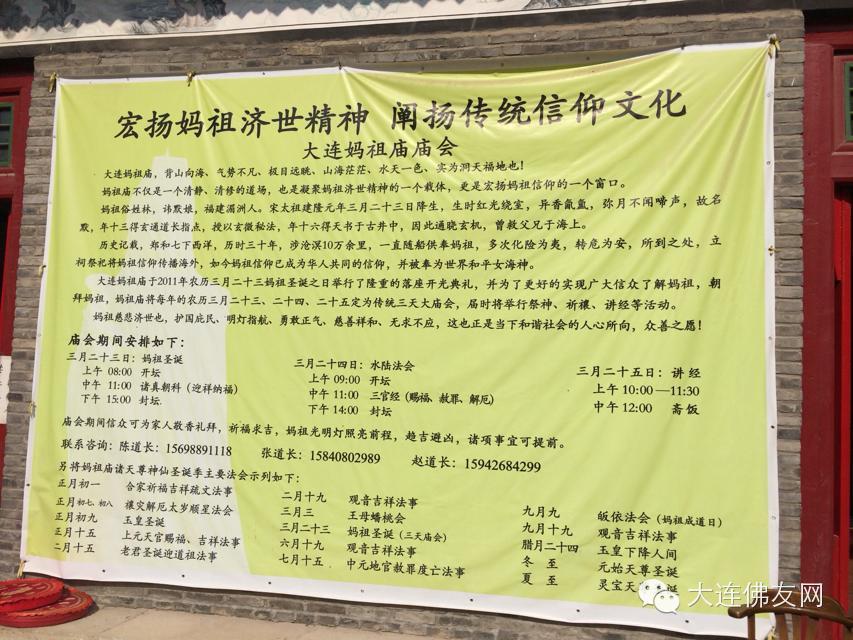 宏扬妈祖济世精神 阐扬传统信仰文化
大连妈祖庙庙会
大连妈祖庙，背山向海、气势不凡、极目远眺、山海茫茫、水天一色、实为洞天福地也！
妈祖庙不仅是一个清静、清修的道场，也是凝聚妈祖济世精神的一个载体，更是宏扬妈祖信仰的一个窗口。
妈祖俗姓林，讳默娘，福建湄洲人。宋太祖建隆元年三月二十三日降生，生时红光绕室，异香氤氲，弥月不闻啼声，故名
默，年十三得玄通道长指点，授以玄微秘法，年十六得天书于古井中，因此通晓玄机，曾救父兄于海上。
历史记载，郑和七下西洋，历时三十年，涉沧溟10万余里，一直随船供奉妈祖，多次化险为夷，转危为安，所到之处，立
祠祭祀将妈祖信仰传播海外，如今妈祖信仰已成为华人共同的信仰，并被奉为世界和平女海神。
大连妈祖庙于2011年农历三月二十三妈祖圣诞之日举行了隆重的落座开光典礼，并为了更好的实现广大信众了解妈祖，朝
拜妈祖，妈祖庙将每年的农历三月二十三、二十四、二十五定为传统三天大庙会，届时将举行祭神、祈禳、讲经等活动。
妈祖慈悲济世也，护国庇民、明灯指航、勇敢正气、慈善祥和、无求不应，这也正是当下和谐社会的人心所向，众善之愿！
庙会期间安排如下：
三月二十三日：妈祖圣诞
上午 08:00 开坛
中午 11:00 诸真朝科（迎祥纳福）
下午 15:00 封坛
三月二十四日：水陆法会
上午 09:00 开坛
中午 11:00 三官经（赐福、赦罪、解厄）
下午 14:00 封坛
三月二十五日：讲经
上午 10:00—11:30
中午 12:00 斋饭
庙会期间信众可为家人敬香礼拜，祈福求吉，妈祖光明灯照亮前程，趋吉避凶，诸项事宜可提前。
联系咨询：陈道长：15698891118 张道长：15840802989 赵道长：15942684299
另将妈祖庙诸天尊神仙圣诞季主要法会示列如下：
正月初一 合家祈福吉祥疏文法事
正月初七、初八 禳灾解厄太岁顺星法会
正月初九 玉皇圣诞
正月十五 上元天官赐福、吉祥法事
二月十五 老君圣诞迎道祖法事
二月十九 观音吉祥法事
三月三 王母蟠桃会
三月二十三 妈祖圣诞（三天庙会）
六月十九 观音吉祥法事
七月十五 中元地官赦罪度亡法事
九月九 皈依法会（妈祖成道日）
九月十九 观音吉祥法事
腊月二十四 玉皇下降人间
冬 至 元始天尊圣诞
夏 至 灵宝天
大连佛友网